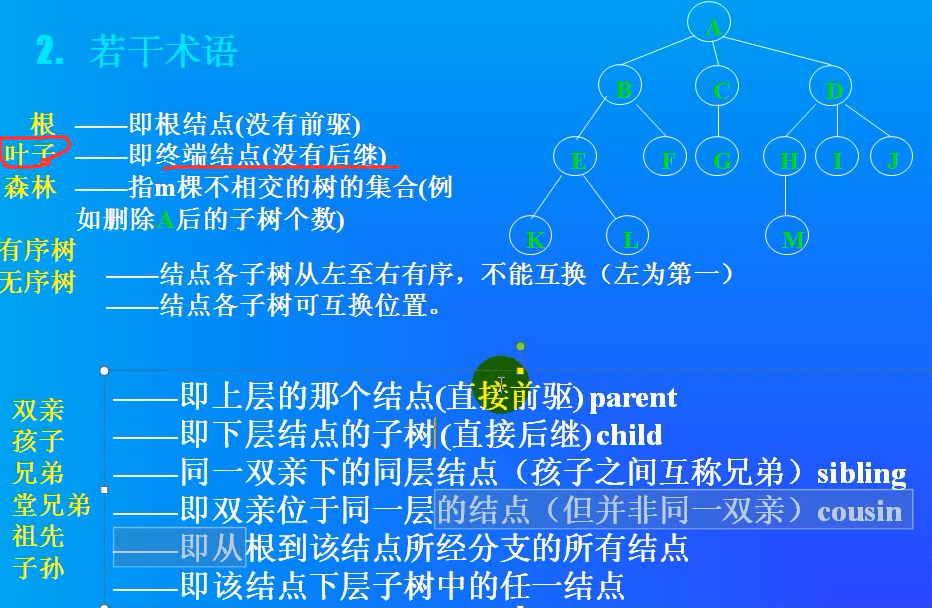 2. 若干术语
A
B C D
E F G H I J
K L M
根 ——即根结点(没有前驱)
叶子 ——即终端结点(没有后继)
森林 ——指m棵不相交的树的集合(例
如删除A后的子树个数)
有序树 ——结点各子树从左至右有序，不能互换（左为第一）
无序树 ——结点各子树可互换位置。
双亲 ——即上层的那个结点(直接前驱) parent
孩子 ——即下层结点的子树(直接后继) child
兄弟 ——同一双亲下的同层结点（孩子之间互称兄弟）sibling
堂兄弟 ——即双亲位于同一层的结点（但并非同一双亲）cousin
祖先 ——即从根到该结点所经分支的所有结点
子孙 ——即该结点下层子树中的任一结点